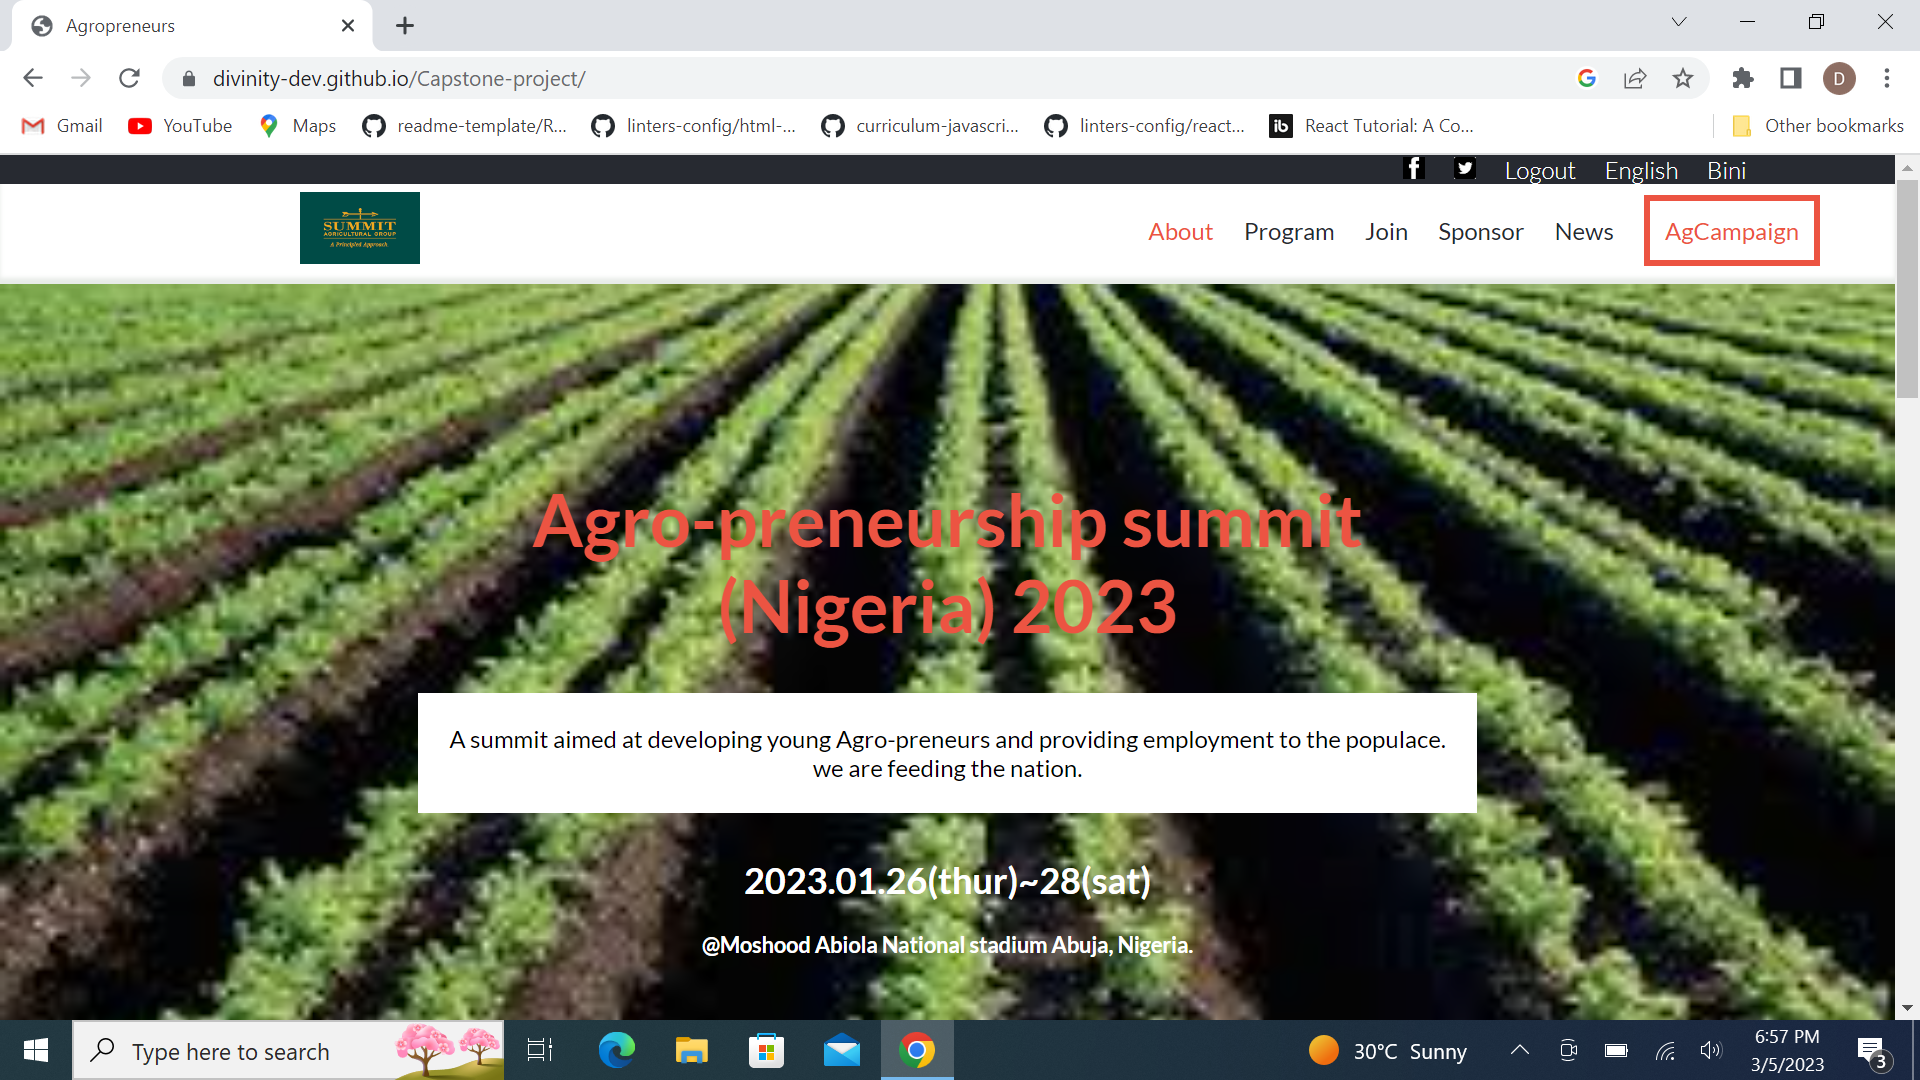 Agropreneurs
divinity-dev.github.io/Capstone-project/
D
Gmail YouTube Maps readme-template/R... linters-config/html-... curriculum-javascri... linters-config/react... ib React Tutorial: A Co... Other bookmarks
Logout English Bini
SUMMIT
AGRICULTURAL GROUP
A Principled Approach
About Program Join Sponsor News AgCampaign
Agro-preneurship summit
(Nigeria) 2023
A summit aimed at developing young Agro-preneurs and providing employment to the populace.
we are feeding the nation.
2023.01.26(thur)~28(sat)
@Moshood Abiola National stadium Abuja, Nigeria.
Type here to search
30°C Sunny
6:57 PM
3/5/2023
3